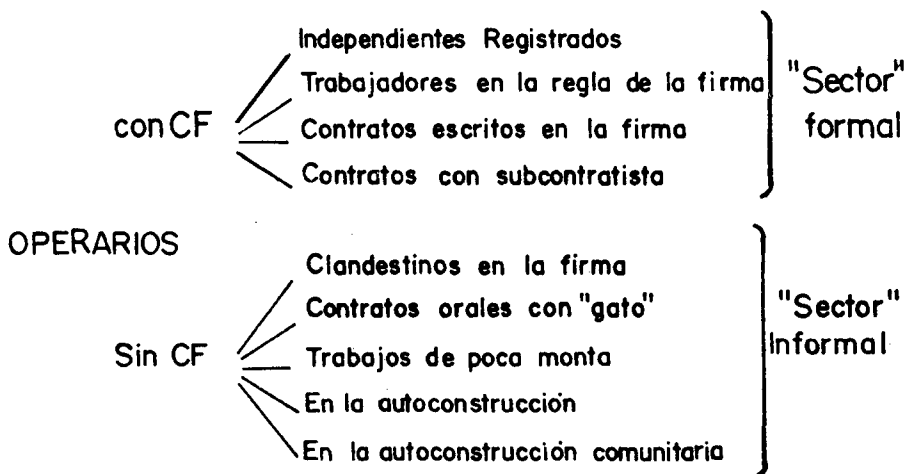 Independientes Registrados
Trabajadores en la regla de la firma
con CF
Contratos escritos en la firma
Contratos con subcontratista
"Sector"
formal
OPERARIOS
Clandestinos en la firma
Contratos orales con "gato"
Sin CF
Trabajos de poca monta
En la autoconstrucción
En la autoconstrucción comunitaria
"Sector"
Informal